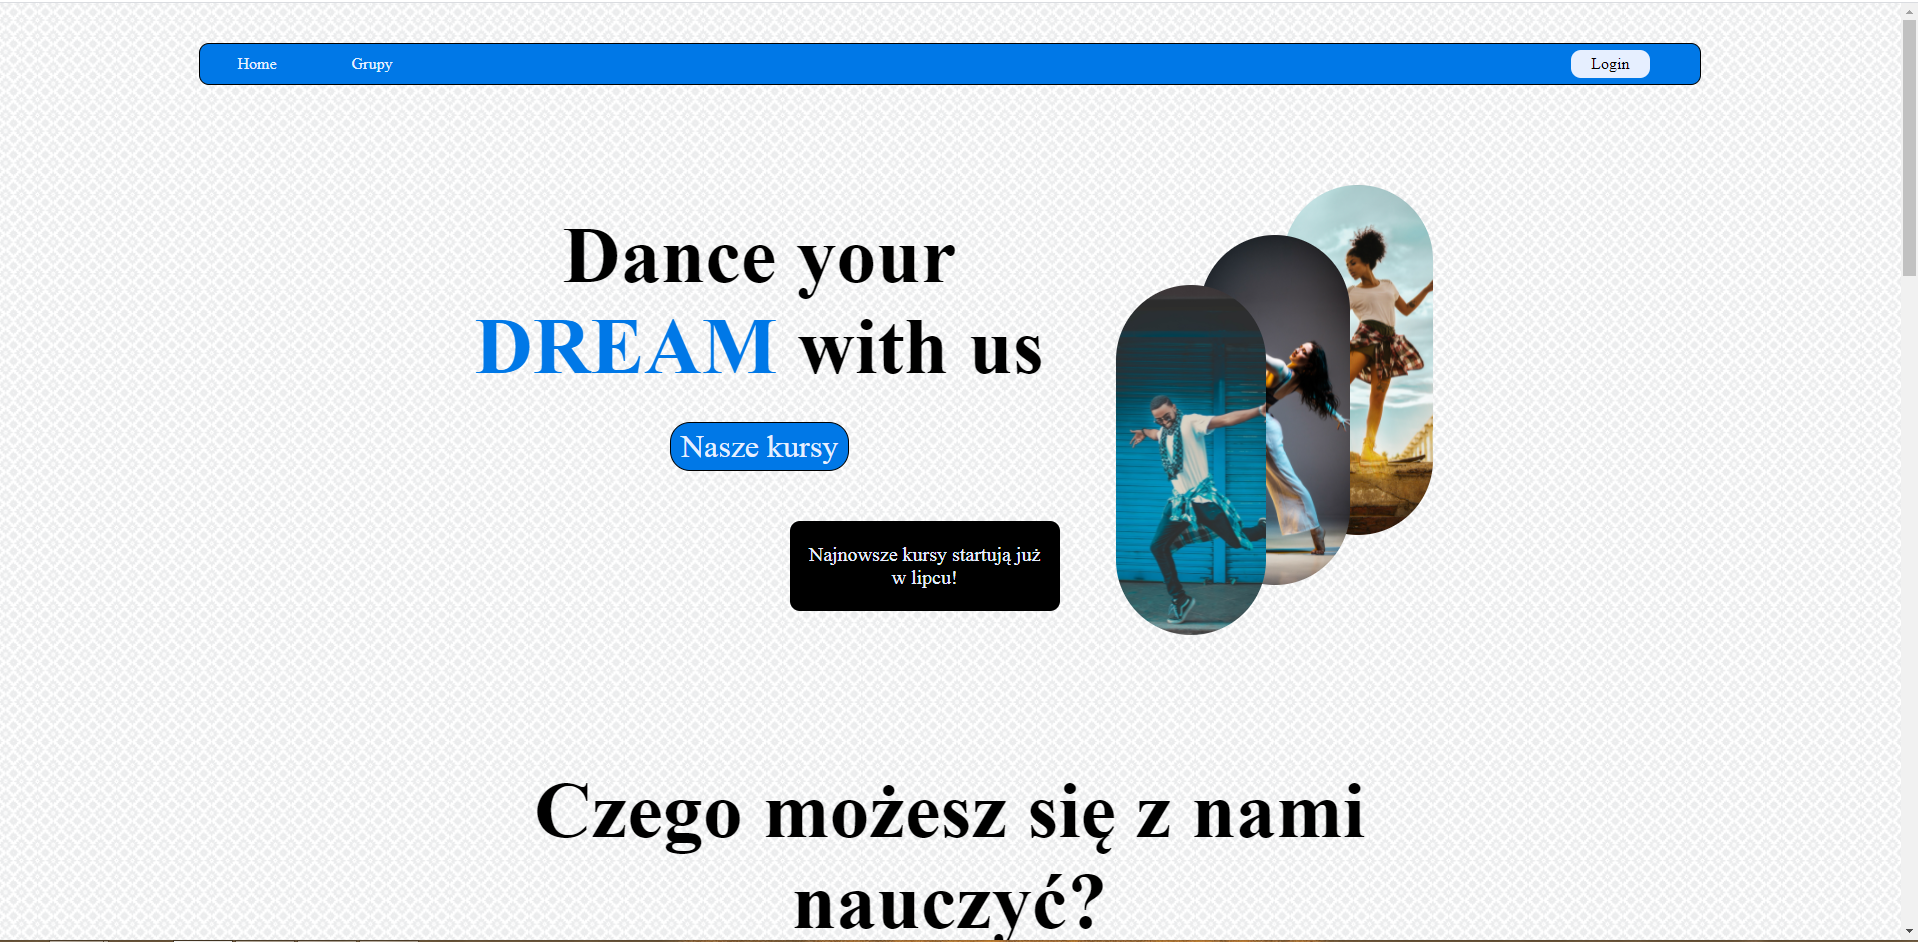 Home Grupy Login
Dance your
DREAM with us
Nasze kursy
Najnowsze kursy startują już
w lipcu!
Czego możesz się z nami
nauczyć?